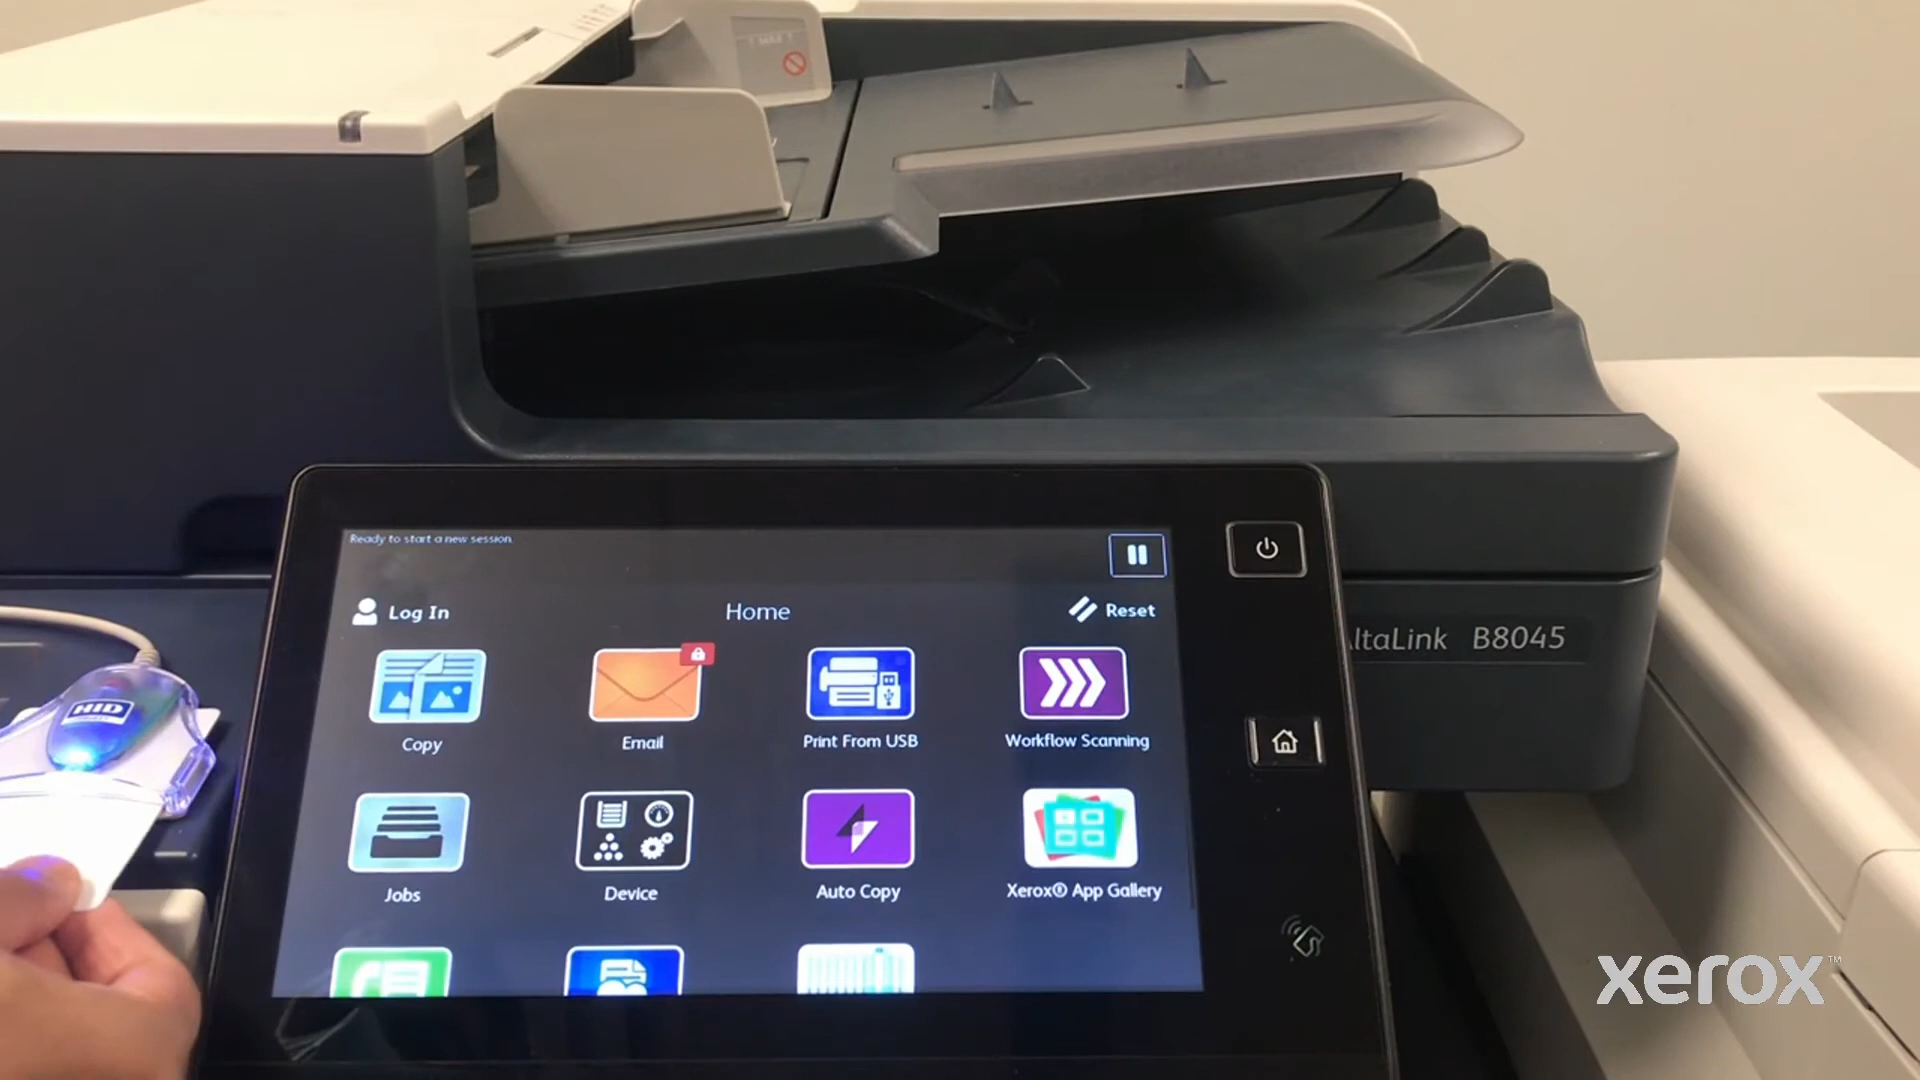 MAX
Ready to start a new session.
Log In
Home
Reset
Copy
Email
Print From USB
Workflow Scanning
Jobs
Device
Auto Copy
Xerox® App Gallery
ltaLink B8045
HID
xerox™